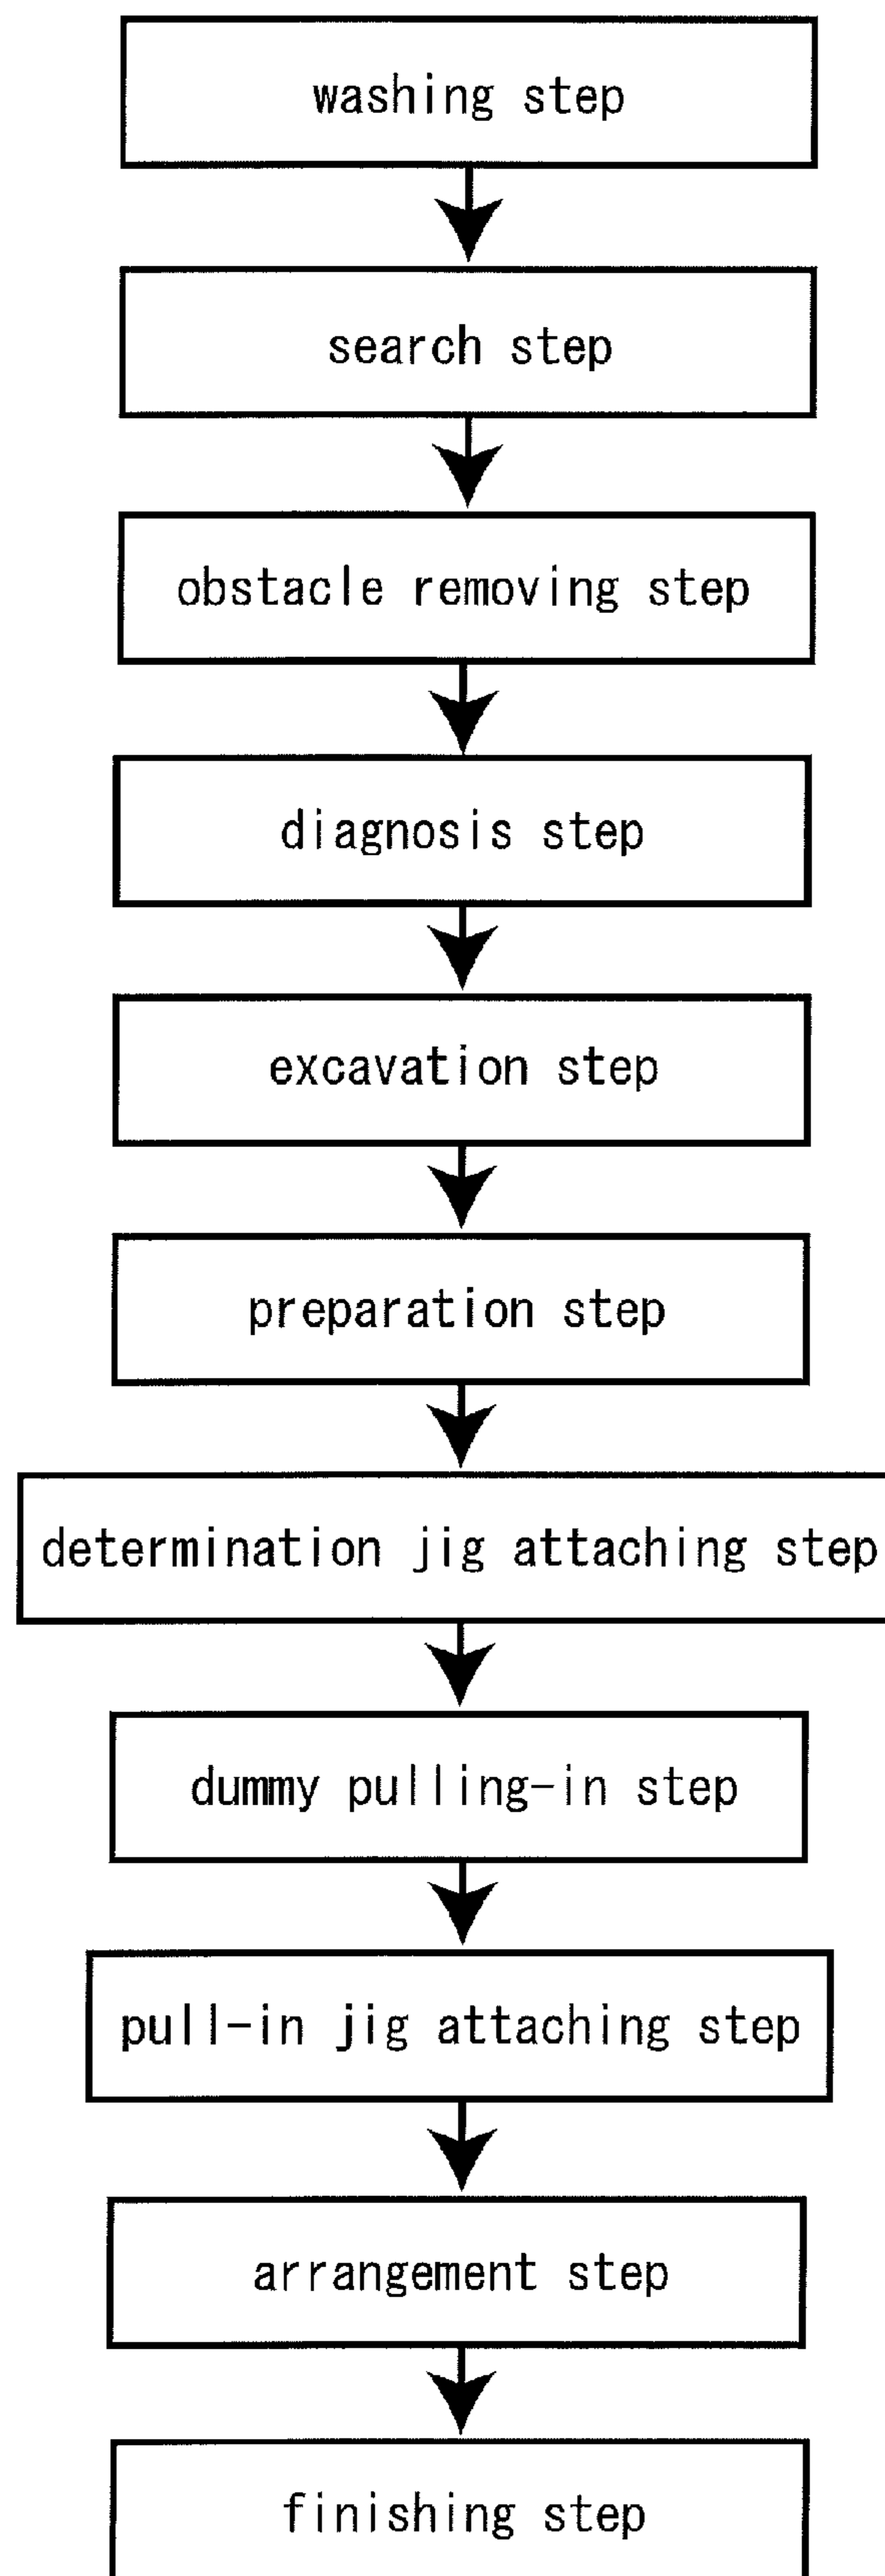 washing step
search step
obstacle removing step
diagnosis step
excavation step
preparation step
determination jig attaching step
dummy pulling-in step
pull-in jig attaching step
arrangement step
finishing step